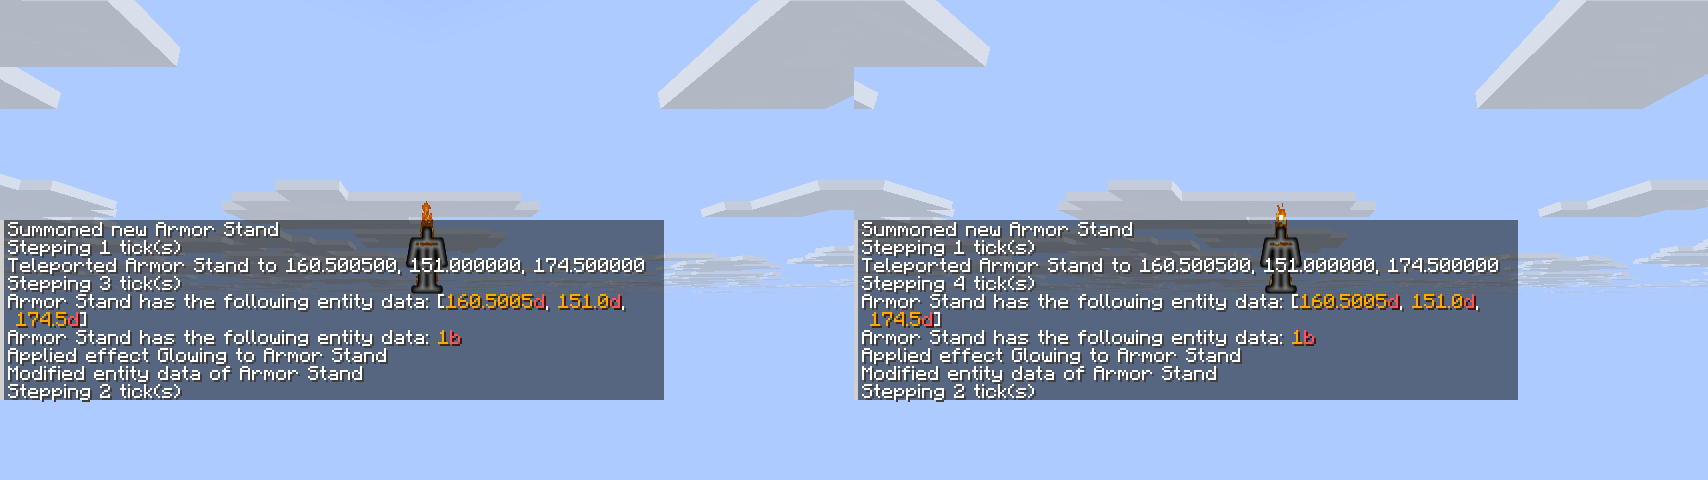 Summoned new Armor Stand
Stepping 1 tick(s)
Teleported Armor Stand to 160.500500, 151.000000, 174.500000
Stepping 3 tick(s)
Armor Stand has the following entity data: [160.5005d, 151.0d,
174.5d]
Armor Stand has the following entity data: 1b
Applied effect Glowing to Armor Stand
Modified entity data of Armor Stand
Stepping 2 tick(s)
Summoned new Armor Stand
Stepping 1 tick(s)
Teleported Armor Stand to 160.500500, 151.000000, 174.500000
Stepping 4 tick(s)
Armor Stand has the following entity data: [160.5005d, 151.0d,
174.5d]
Armor Stand has the following entity data: 1b
Applied effect Glowing to Armor Stand
Modified entity data of Armor Stand
Stepping 2 tick(s)